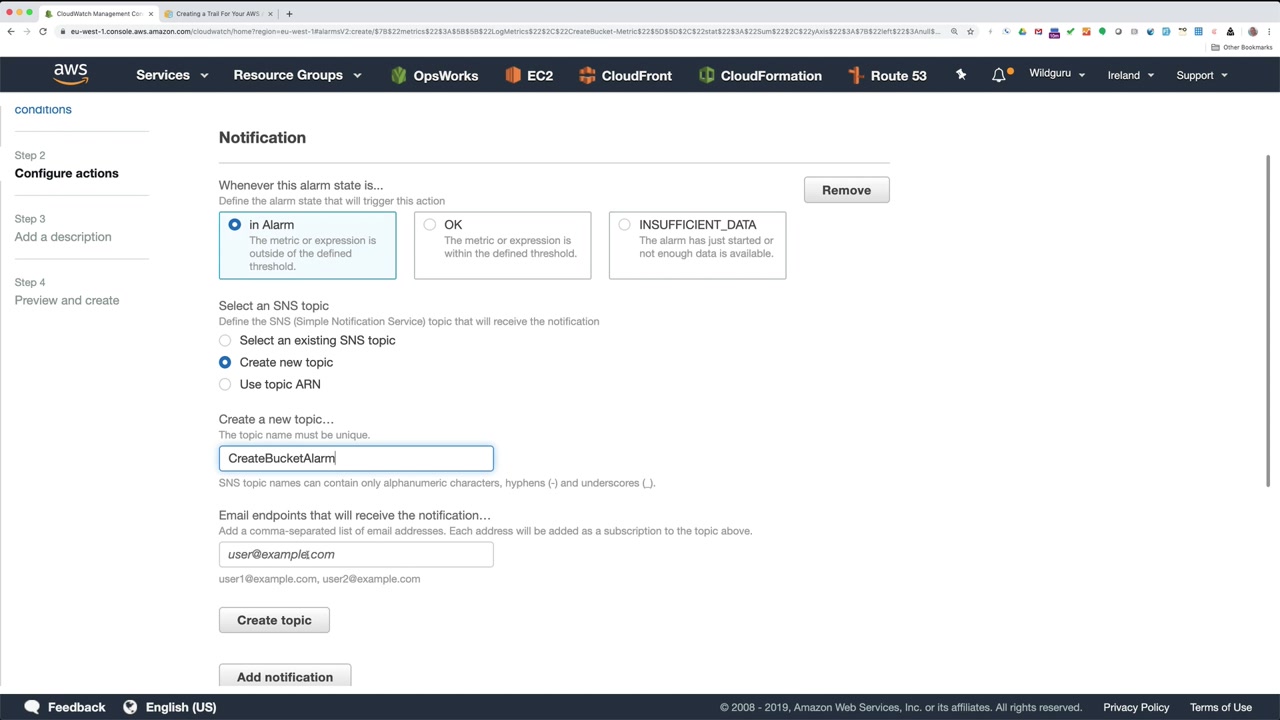 CloudWatch Management Con
Creating a Trail For Your AWS
eu-west-1.console.aws.amazon.com/cloudwatch/home?region=eu-west-1#alarmsV2:create/$7B$22metrics$22$3A$5B$5B$22LogMetrics$22$2C$22CreateBucket-Metric$22$5D$5D$2C$22stat$22$3A$22Sum$22$2C$22yAxis$22$3A$7B$22left$22$3Anull$...
Other Bookmarks
aws
Services
Resource Groups
OpsWorks
EC2
CloudFront
CloudFormation
Route 53
Wildguru
Ireland
Support
conditions
Step 2
Configure actions
Step 3
Add a description
Step 4
Preview and create
Notification
Whenever this alarm state is...
Define the alarm state that will trigger this action
Remove
in Alarm
The metric or expression is
outside of the defined
threshold.
OK
The metric or expression is
within the defined threshold.
INSUFFICIENT_DATA
The alarm has just started or
not enough data is available.
Select an SNS topic
Define the SNS (Simple Notification Service) topic that will receive the notification
Select an existing SNS topic
Create new topic
Use topic ARN
Create a new topic…
The topic name must be unique.
CreateBucketAlarm
SNS topic names can contain only alphanumeric characters, hyphens (-) and underscores (_).
Email endpoints that will receive the notification…
Add a comma-separated list of email addresses. Each address will be added as a subscription to the topic above.
user@example.com
user1@example.com, user2@example.com
Create topic
Add notification
Feedback
English (US)
© 2008 - 2019, Amazon Web Services, Inc. or its affiliates. All rights reserved.
Privacy Policy
Terms of Use